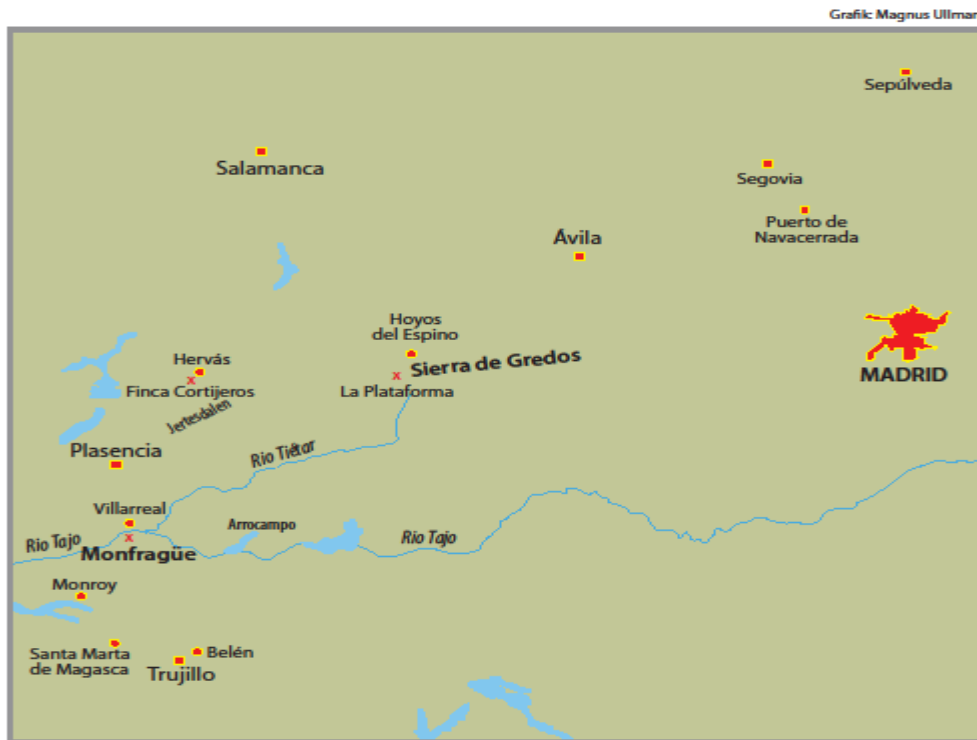 Grafik: Magnus Ullman
Sepúlveda
Salamanca
Segovia
Puerto de
Navacerrada
Ávila
Hoyos
del Espino
Sierra de Gredos
Hervás
Finca Cortijeros
La Plataforma
MADRID
Jertesdalen
Plasencia
Rio Tiétar
Villarreal
Arrocampo
Rio Tajo
Rio Tajo
Monfragüe
Monroy
Santa Marta
de Magasca
Belén
Trujillo